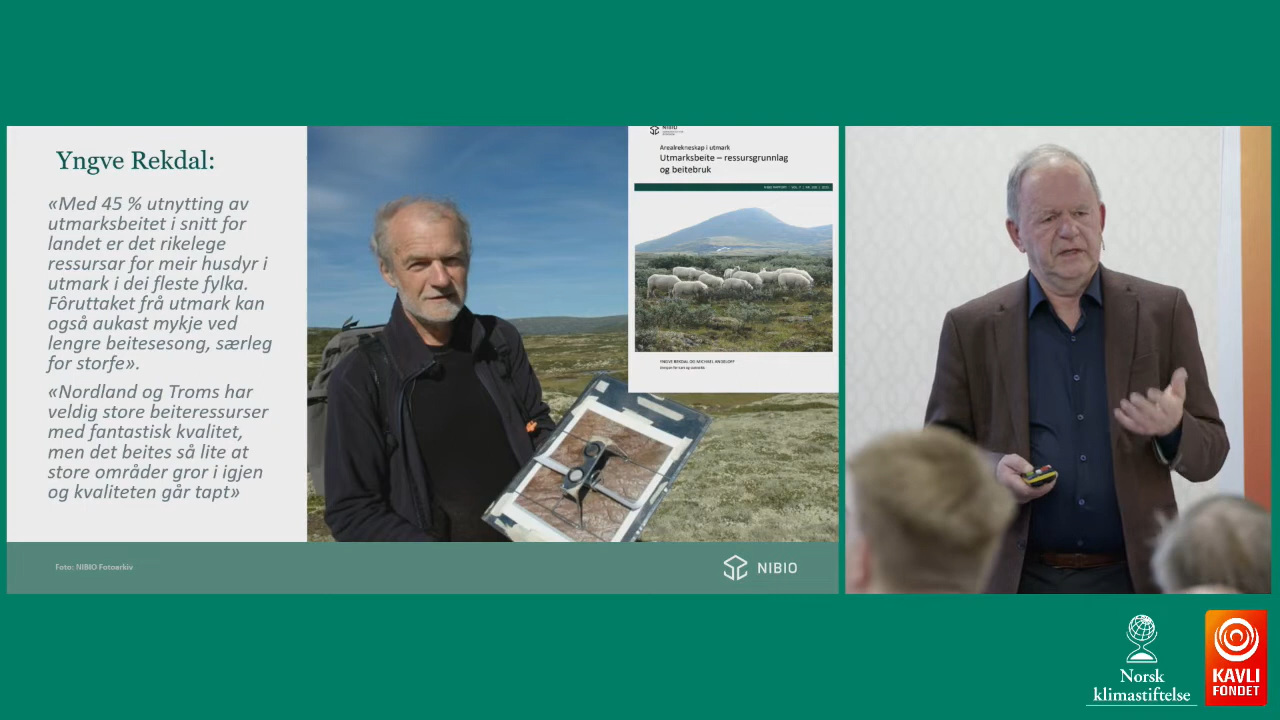 Yngve Rekdal:
«Med 45 % utnytting av
utmarksbeitet i snitt for
landet er det rikelege
ressursar for meir husdyr i
utmark i dei fleste fylka.
Fôruttaket frå utmark kan
også aukast mykje ved
lengre beitesesong, særleg
for storfe».
«Nordland og Troms har
veldig store beiteressurser
med fantastisk kvalitet,
men det beites så lite at
store områder gror i igjen
og kvaliteten går tapt»
NIBIO
Arealrekneskap i utmark
Utmarksbeite – ressursgrunnlag
og beitebruk
YNGVE REKDAL OG MICHAEL ANGELOFF
Foto: NIBIO Fotoarkiv
NIBIO
Norsk
klimastiftelse
KAVLI
FONDET